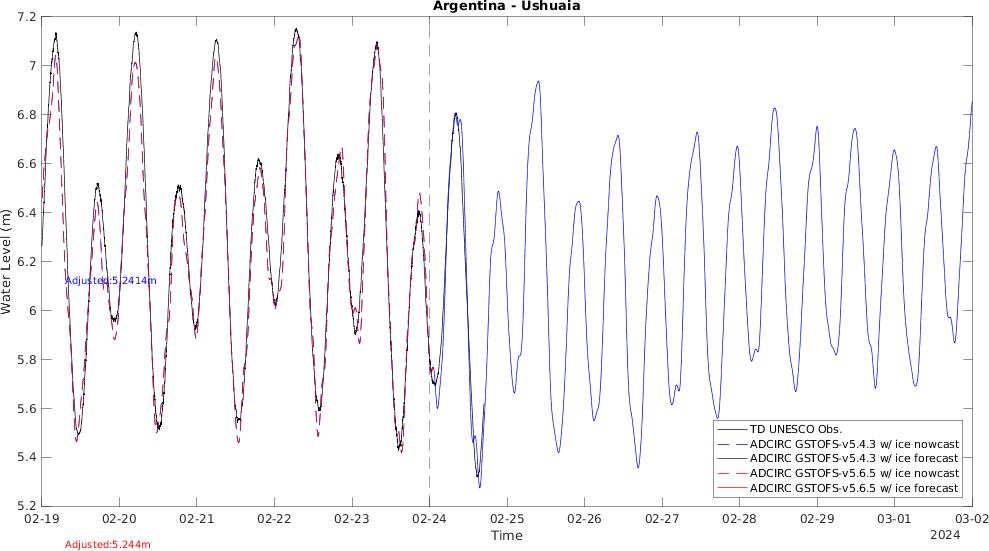 Argentina - Ushuaia
7.2
7
6.8
6.6
6.4
6.2
6
5.8
5.6
5.4
5.2
Water Level (m)
Adjusted:5.2414m
TD UNESCO Obs.
ADCIRC GSTOFS-v5.4.3 w/ ice nowcast
ADCIRC GSTOFS-v5.4.3 w/ ice forecast
ADCIRC GSTOFS-v5.6.5 w/ ice nowcast
ADCIRC GSTOFS-v5.6.5 w/ ice forecast
02-19 02-20 02-21 02-22 02-23 02-24 02-25 02-26 02-27 02-28 02-29 03-01 03-02
Time
2024
Adjusted:5.244m